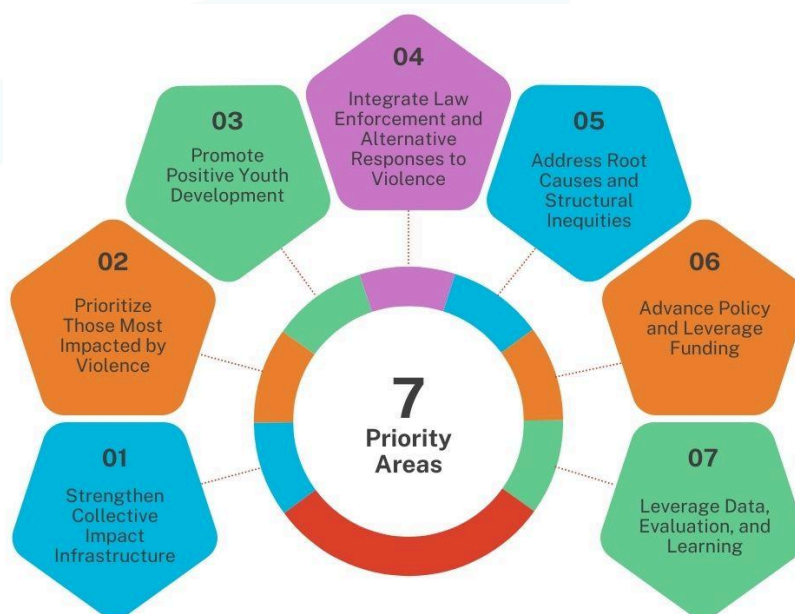 04
Integrate Law
Enforcement and
Alternative
Responses to
Violence
03
Promote
Positive Youth
Development
05
Address Root
Causes and
Structural
Inequities
02
Prioritize
Those Most
Impacted by
Violence
06
Advance Policy
and Leverage
Funding
7
Priority
Areas
01
Strengthen
Collective
Impact
Infrastructure
07
Leverage Data,
Evaluation, and
Learning